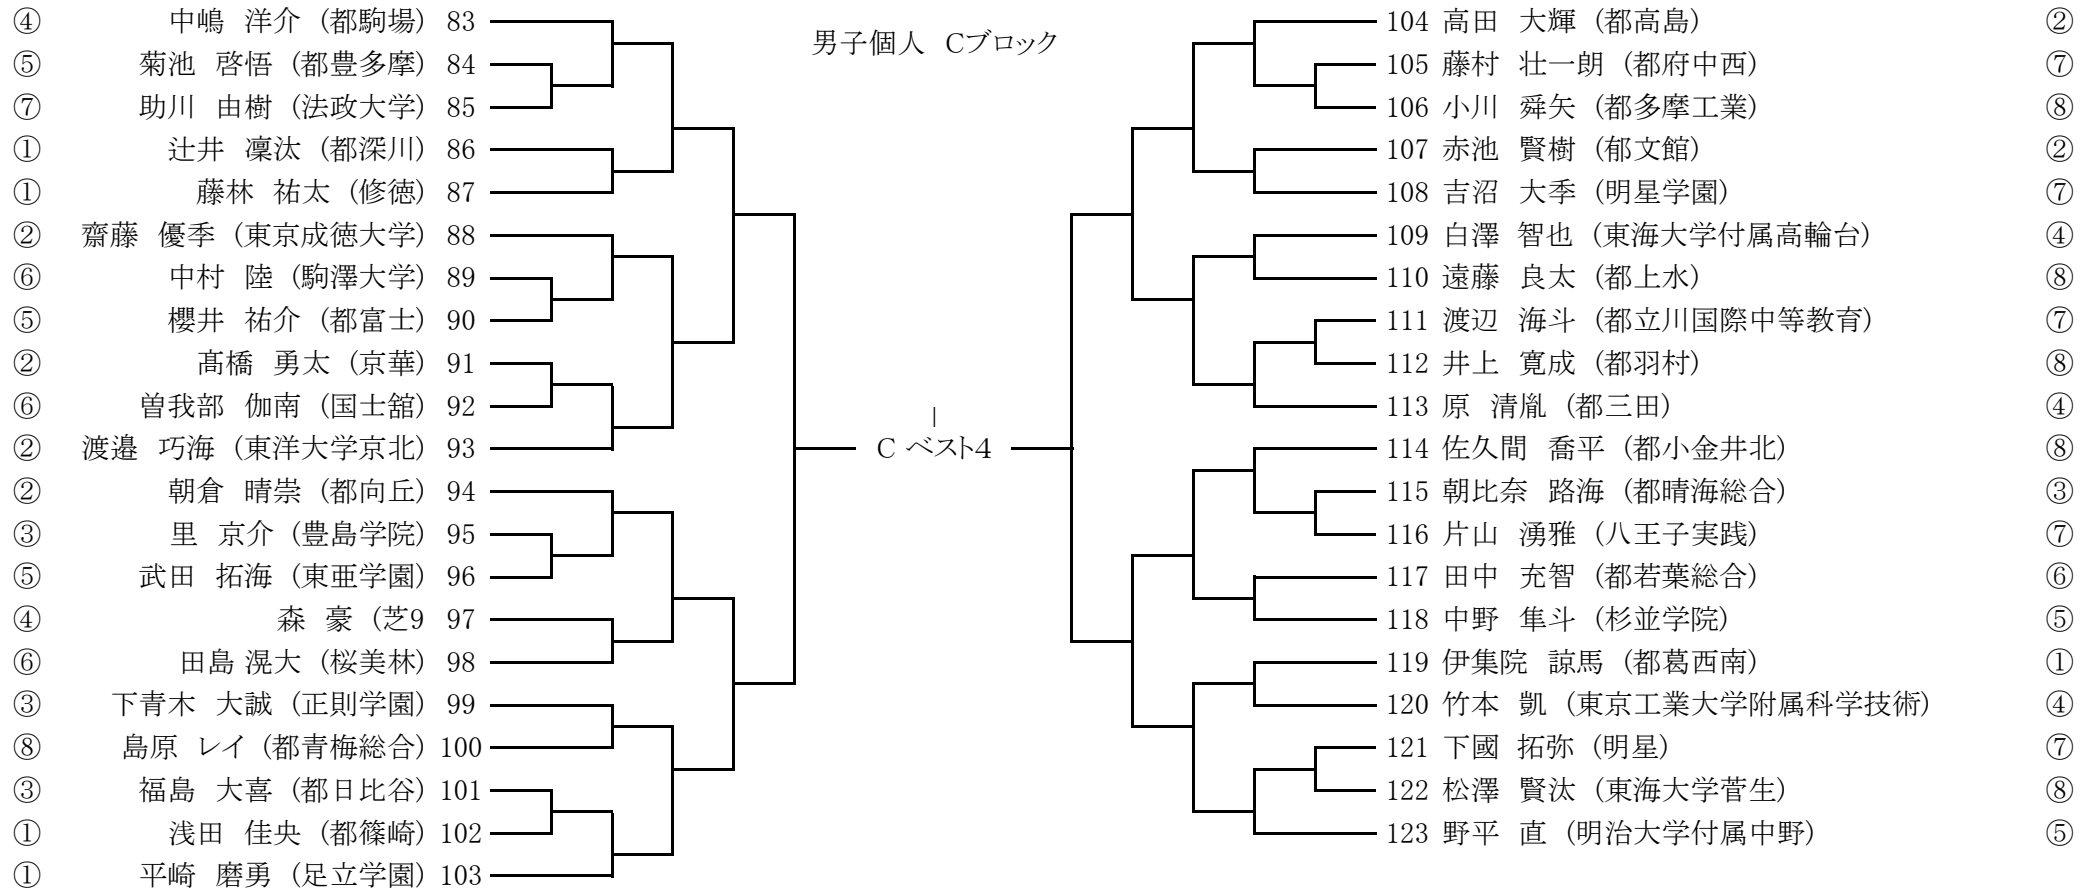 男子個人 Cブロック
④ 中嶋 洋介 (都駒場) 83
⑤ 菊池 啓悟 (都豊多摩) 84
⑦ 助川 由樹 (法政大学) 85
① 辻井 凜汰 (都深川) 86
① 藤林 祐太 (修徳) 87
② 齋藤 優季 (東京成徳大学) 88
⑥ 中村 陸 (駒澤大学) 89
⑤ 櫻井 祐介 (都富士) 90
② 髙橋 勇太 (京華) 91
⑥ 曽我部 伽南 (国士舘) 92
② 渡邉 巧海 (東洋大学京北) 93
② 朝倉 晴崇 (都向丘) 94
③ 里 京介 (豊島学院) 95
⑤ 武田 拓海 (東亜学園) 96
④ 森 豪 (芝9 97
⑥ 田島 滉大 (桜美林) 98
③ 下青木 大誠 (正則学園) 99
⑧ 島原 レイ (都青梅総合) 100
③ 福島 大喜 (都日比谷) 101
① 浅田 佳央 (都篠崎) 102
① 平崎 磨勇 (足立学園) 103
|
C ベスト4
104 高田 大輝 (都高島) ②
105 藤村 壮一朗 (都府中西) ⑦
106 小川 舜矢 (都多摩工業) ⑧
107 赤池 賢樹 (郁文館) ②
108 吉沼 大季 (明星学園) ⑦
109 白澤 智也 (東海大学付属高輪台) ④
110 遠藤 良太 (都上水) ⑧
111 渡辺 海斗 (都立川国際中等教育) ⑦
112 井上 寛成 (都羽村) ⑧
113 原 清胤 (都三田) ④
114 佐久間 喬平 (都小金井北) ⑧
115 朝比奈 路海 (都晴海総合) ③
116 片山 湧雅 (八王子実践) ⑦
117 田中 充智 (都若葉総合) ⑥
118 中野 隼斗 (杉並学院) ⑤
119 伊集院 諒馬 (都葛西南) ①
120 竹本 凱 (東京工業大学附属科学技術) ④
121 下國 拓弥 (明星) ⑦
122 松澤 賢汰 (東海大学菅生) ⑧
123 野平 直 (明治大学付属中野) ⑤